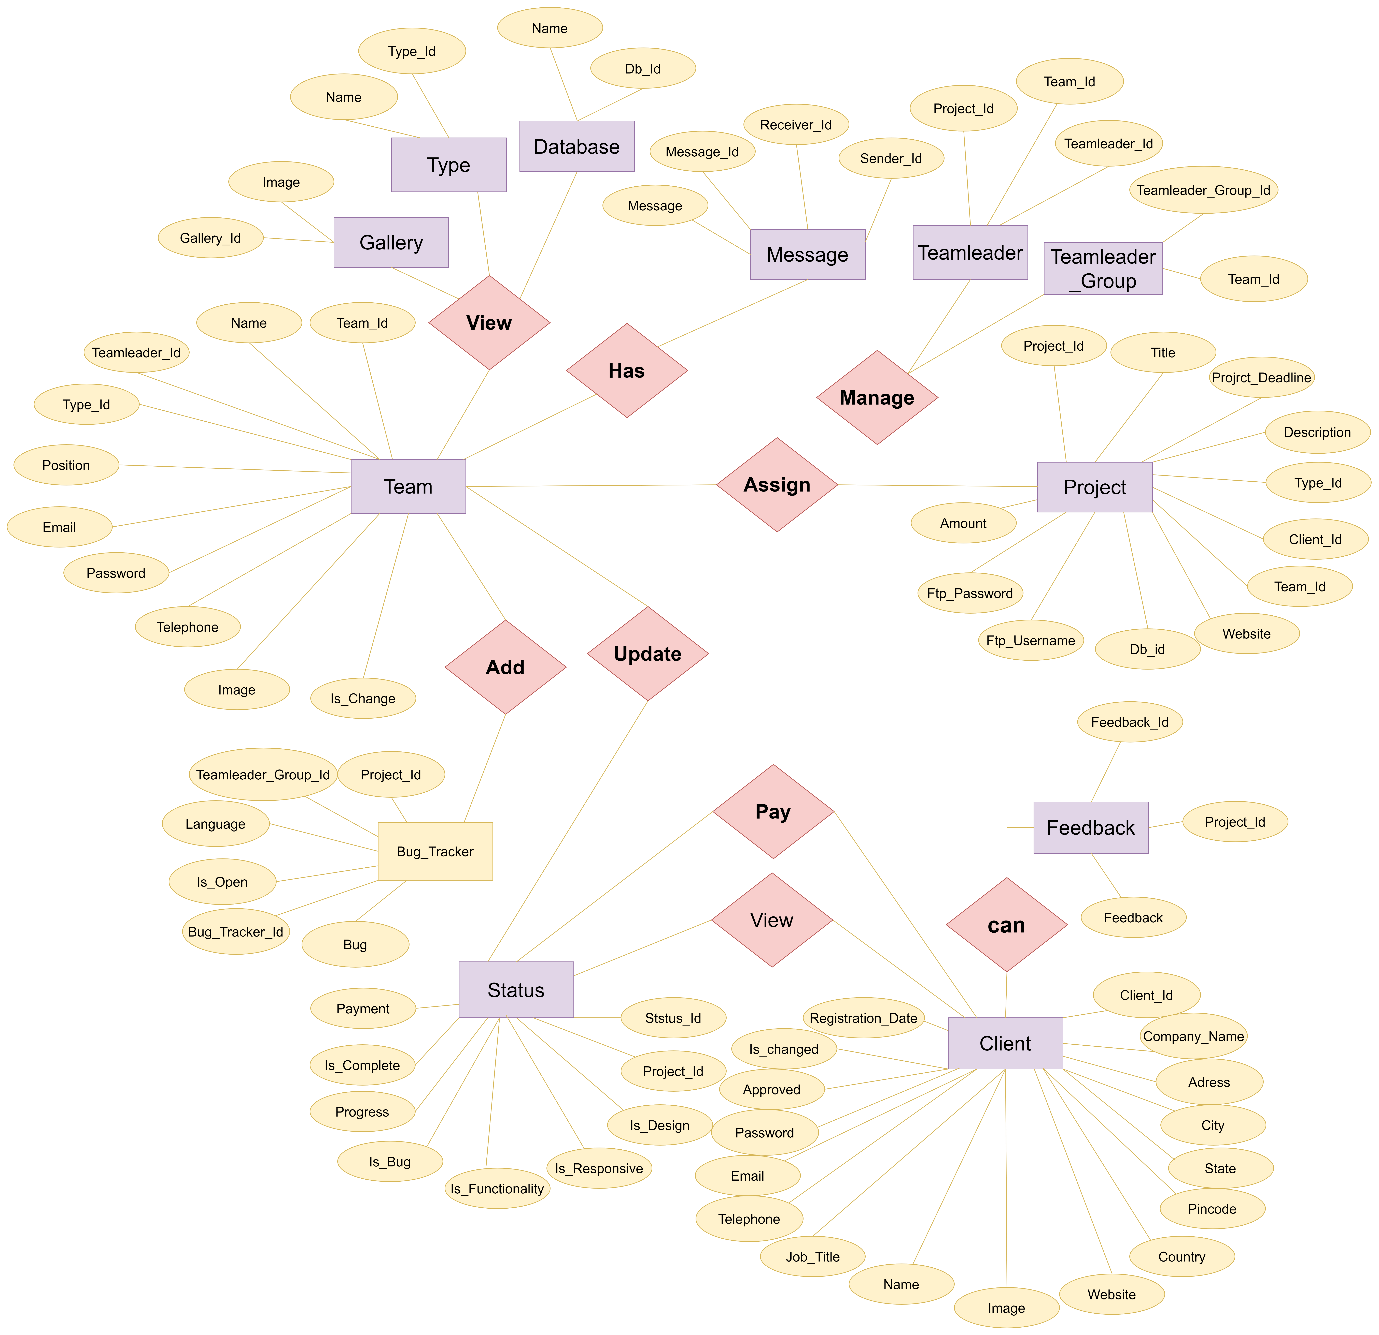 Name
Type_Id
Db_Id
Name
Database
Type
Image
Gallery_Id
Gallery
View
Message_Id
Receiver_Id
Sender_Id
Message
Message
Has
Project_Id
Team_Id
Teamleader_Id
Teamleader_Group_Id
Teamleader
Teamleader
_Group
Team_Id
Manage
Name
Team_Id
Teamleader_Id
Type_Id
Position
Email
Password
Telephone
Image
Is_Change
Team
Assign
Project_Id
Title
Projrct_Deadline
Description
Type_Id
Client_Id
Team_Id
Website
Db_id
Ftp_Username
Ftp_Password
Amount
Project
Add
Update
Teamleader_Group_Id
Project_Id
Language
Is_Open
Bug_Tracker_Id
Bug
Bug_Tracker
Pay
View
can
Feedback_Id
Feedback
Project_Id
Feedback
Status
Payment
Is_Complete
Progress
Is_Bug
Is_Functionality
Is_Responsive
Is_Design
Project_Id
Ststus_Id
Client
Registration_Date
Is_changed
Approved
Password
Email
Telephone
Job_Title
Name
Image
Website
Country
Pincode
State
City
Adress
Company_Name
Client_Id